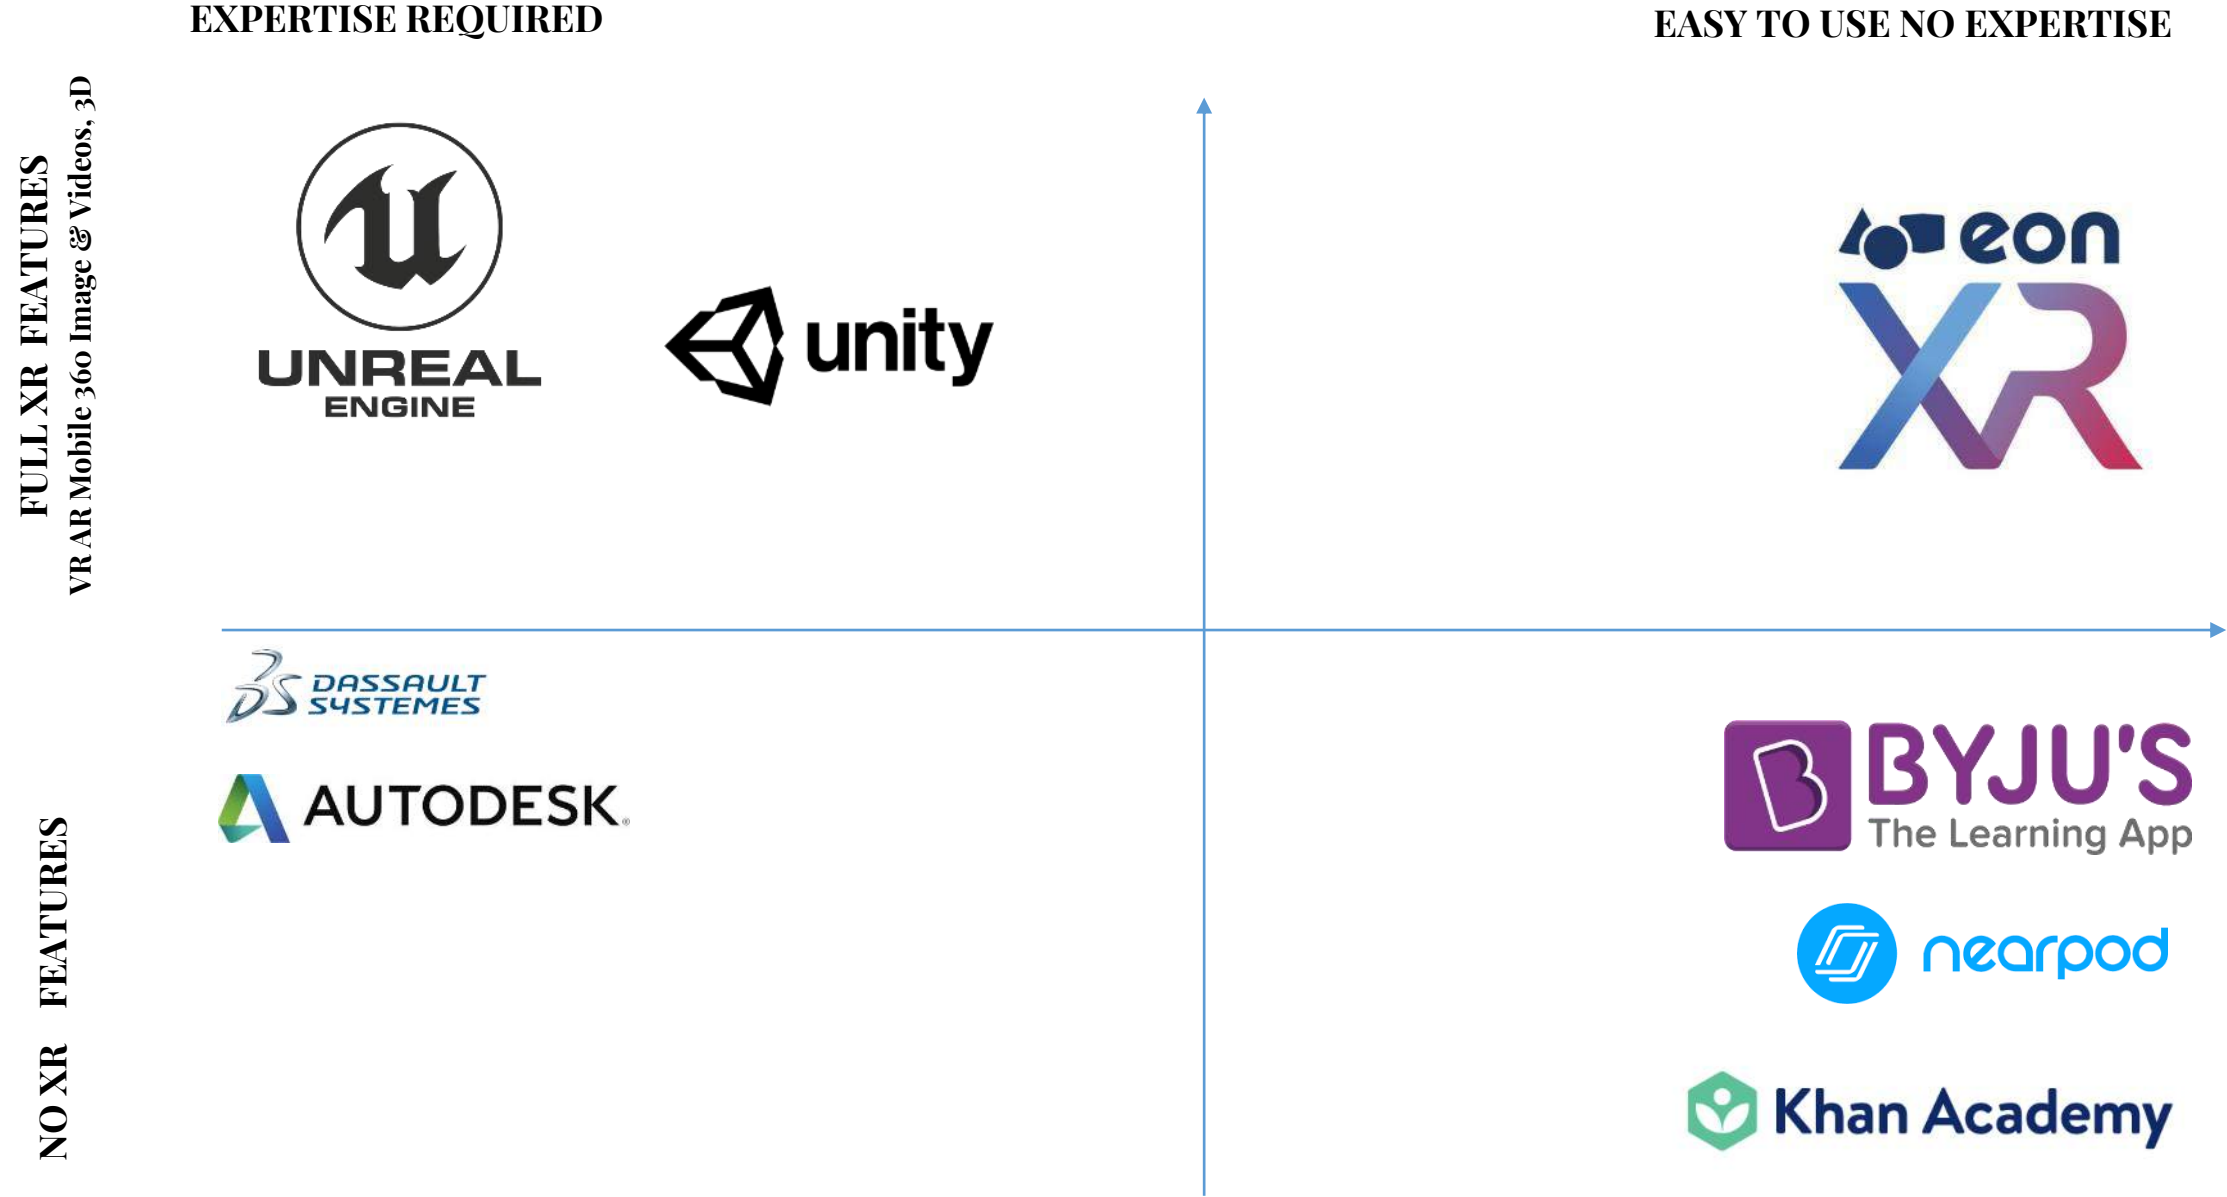 EXPERTISE REQUIRED
EASY TO USE NO EXPERTISE
FULL XR FEATURES
VR AR Mobile 360 Image & Videos, 3D
UNREAL
ENGINE
unity
eon
XR
DASSAULT
SYSTEMES
AUTODESK®
BYJU'S
The Learning App
nearpod
Khan Academy
NO XR FEATURES